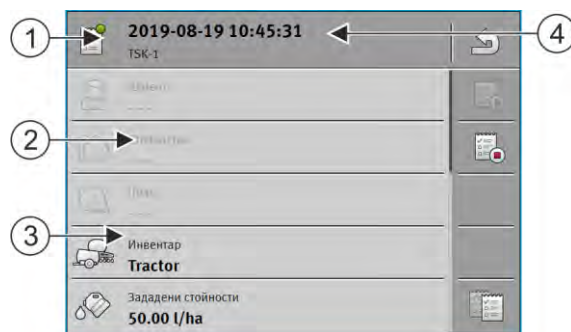 1
2019-08-19 10:45:31
4
TSK-1
2
3
Инвентар
Tractor
Зададени стойности
50.00 l/ha